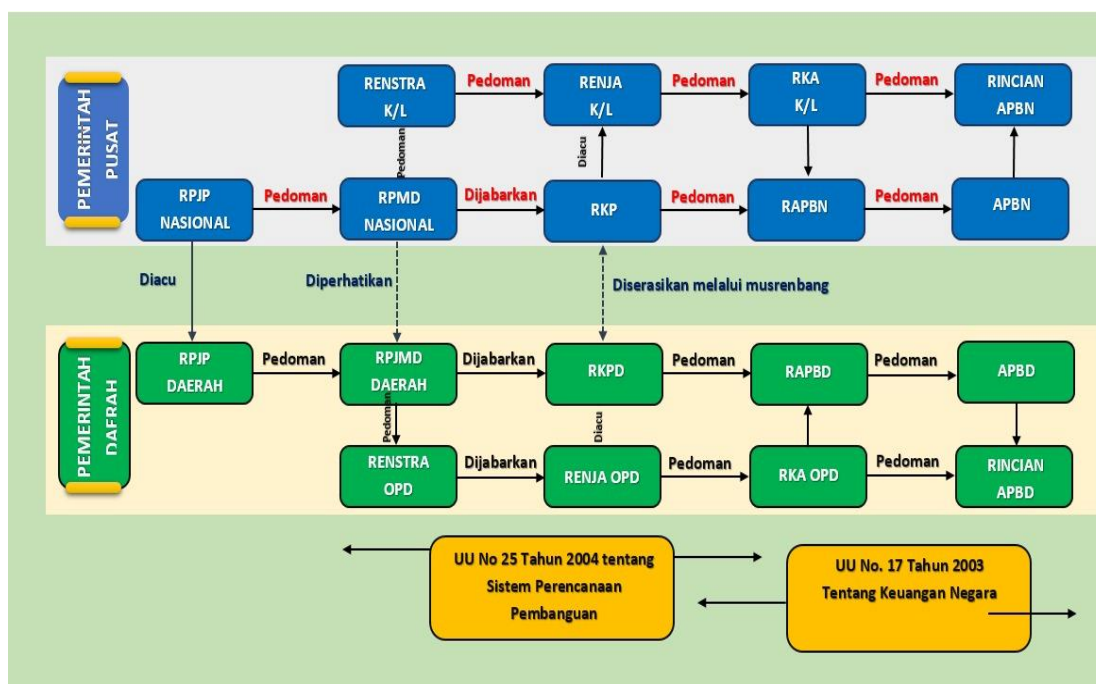 PEMERINTAH
PUSAT
RENSTRA
K/L
Pedoman
RENJA
K/L
Pedoman
RKA
K/L
Pedoman
RINCIAN
APBN
Pedoman
Diacu
RPJP
NASIONAL
Pedoman
RPMD
NASIONAL
Dijabarkan
RKP
Pedoman
RAPBN
Pedoman
APBN
Diacu
Diperhatikan
Diserasikan melalui musrenbang
PEMERINTAH
DAFRAH
RPJP
DAERAH
Pedoman
RPJMD
DAERAH
Dijabarkan
RKPD
Pedoman
RAPBD
Pedoman
APBD
Pedoman
Diacu
RENSTRA
OPD
Dijabarkan
RENJA OPD
Pedoman
RKA OPD
Pedoman
RINCIAN
APBD
UU No 25 Tahun 2004 tentang
Sistem Perencanaan
Pembanguan
UU No. 17 Tahun 2003
Tentang Keuangan Negara